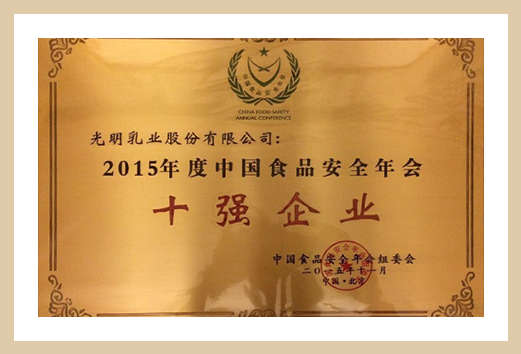 CHINA FOOD SAFETY
ANNUAL CONFERENCE
光明乳业股份有限公司:
2015年度中国食品安全年会
十强企业
中国食品安全年会组委会
二〇一五年十一月
中国·北京